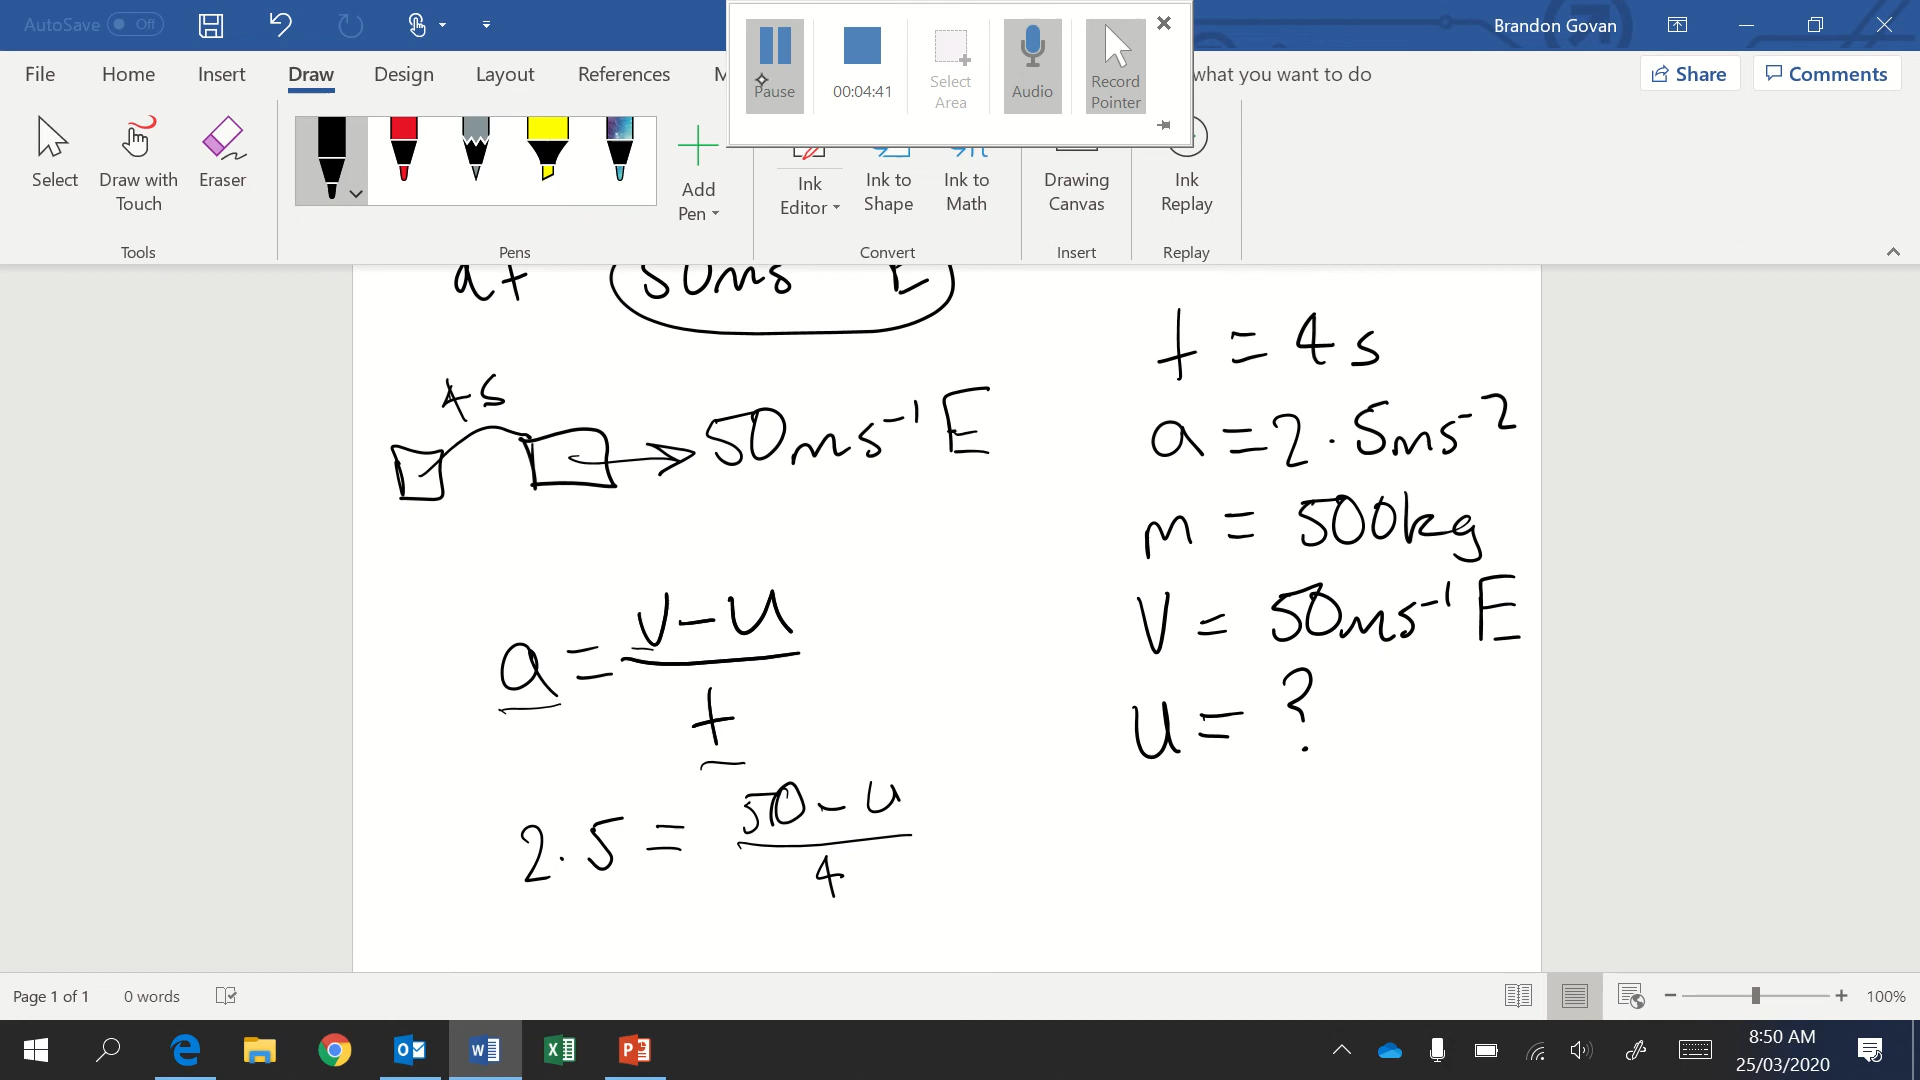 AutoSave Off
Brandon Govan
Pause
00:04:41
Select Area
Audio
Record Pointer
File Home Insert Draw Design Layout References M what you want to do Share Comments
Select
Draw with Touch
Eraser
Add Pen
Ink Editor
Ink to Shape
Ink to Math
Drawing Canvas
Ink Replay
Tools Pens Convert Insert Replay
at 50ms E
t = 4s
4s
50ms⁻¹ E
a = 2.5ms⁻²
m = 500kg
v = 50ms⁻¹ E
u = ?
a = v-u
t
2.5 = 50-u
4
Page 1 of 1 0 words 100%
8:50 AM
25/03/2020